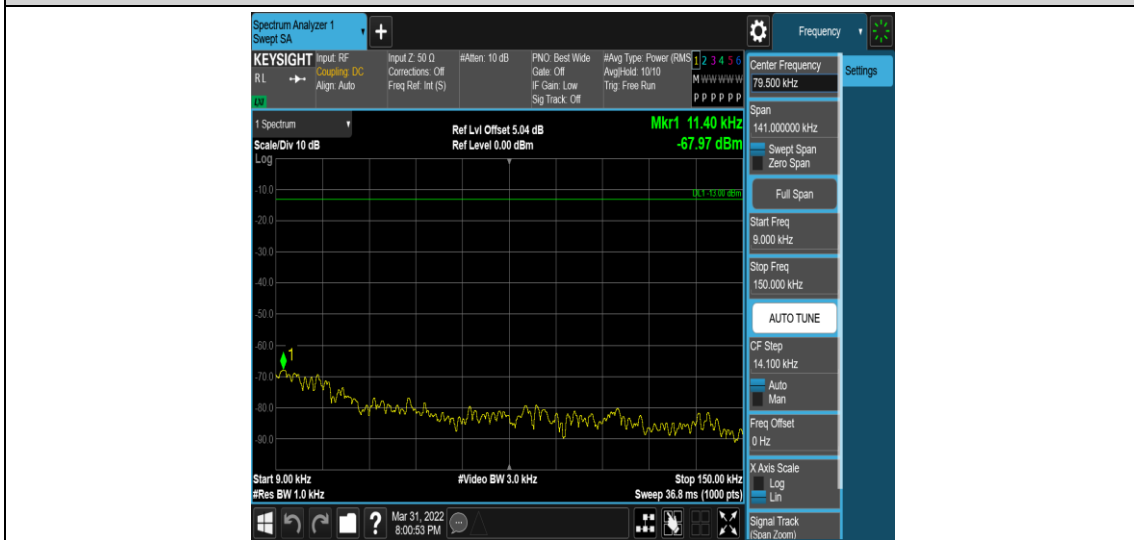 Spectrum Analyzer 1
Swept SA
+
Frequency
KEYSIGHT
RL
LXI
Input: RF
Coupling: DC
Align: Auto
Input Z: 50 Ω
Corrections: Off
Freq Ref: Int (S)
#Atten: 10 dB
PNO: Best Wide
Gate: Off
IF Gain: Low
Sig Track: Off
#Avg Type: Power (RMS
Avg|Hold: 10/10
Trig: Free Run
1 2 3 4 5 6
M W W W W W
P P P P P P
1 Spectrum
Scale/Div 10 dB
Log
Ref Lvl Offset 5.04 dB
Ref Level 0.00 dBm
Mkr1 11.40 kHz
-67.97 dBm
DL1 -13.00 dBm
-10.0
-20.0
-30.0
-40.0
-50.0
-60.0
1
-70.0
-80.0
-90.0
Start 9.00 kHz
#Res BW 1.0 kHz
#Video BW 3.0 kHz
Stop 150.00 kHz
Sweep 36.8 ms (1000 pts)
?
Mar 31, 2022
8:00:53 PM
Center Frequency
79.500 kHz
Settings
Span
141.000000 kHz
Swept Span
Zero Span
Full Span
Start Freq
9.000 kHz
Stop Freq
150.000 kHz
AUTO TUNE
CF Step
14.100 kHz
Auto
Man
Freq Offset
0 Hz
X Axis Scale
Log
Lin
Signal Track
(Span Zoom)